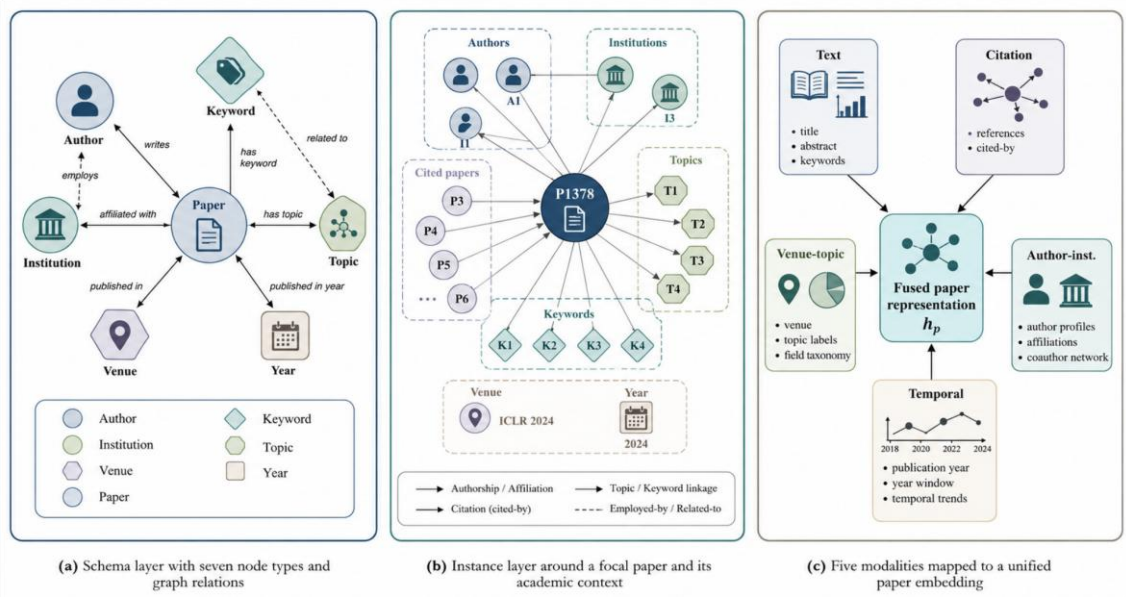 Author
Keyword
writes
has
keyword
related to
employs
Paper
affiliated with
has topic
Institution
Topic
published in
published in year
Venue
Year
Author
Keyword
Institution
Topic
Venue
Year
Paper
(a) Schema layer with seven node types and
graph relations
Authors
Institutions
A1
I1
I3
Cited papers
Topics
P1378
P3
P4
P5
... P6
T1
T2
T3
T4
Keywords
K1 K2 K3 K4
Venue
Year
ICLR 2024
2024
Authorship / Affiliation
Topic / Keyword linkage
Citation (cited-by)
Employed-by / Related-to
(b) Instance layer around a focal paper and its
academic context
Text
• title
• abstract
• keywords
Citation
• references
• cited-by
Venue-topic
• venue
• topic labels
• field taxonomy
Fused paper
representation
hp
Author-inst.
• author profiles
• affiliations
• coauthor network
Temporal
2018 2020 2022 2024
• publication year
• year window
• temporal trends
(c) Five modalities mapped to a unified
paper embedding